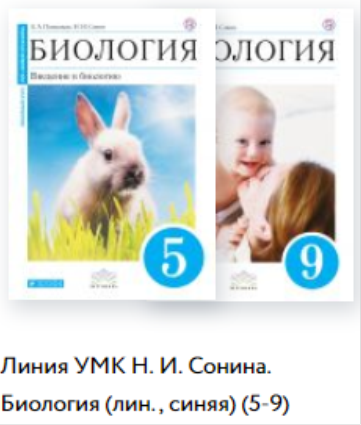 БИОЛОГИЯ
Введение в биологию
5
ОЛОГИЯ
9
Линия УМК Н. И. Сонина.
Биология (лин., синяя) (5-9)